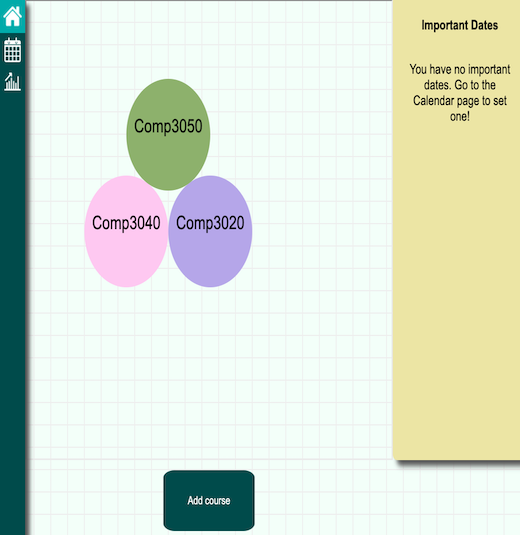 Important Dates
You have no important
dates. Go to the
Calendar page to set
one!
Comp3050
Comp3040
Comp3020
Add course